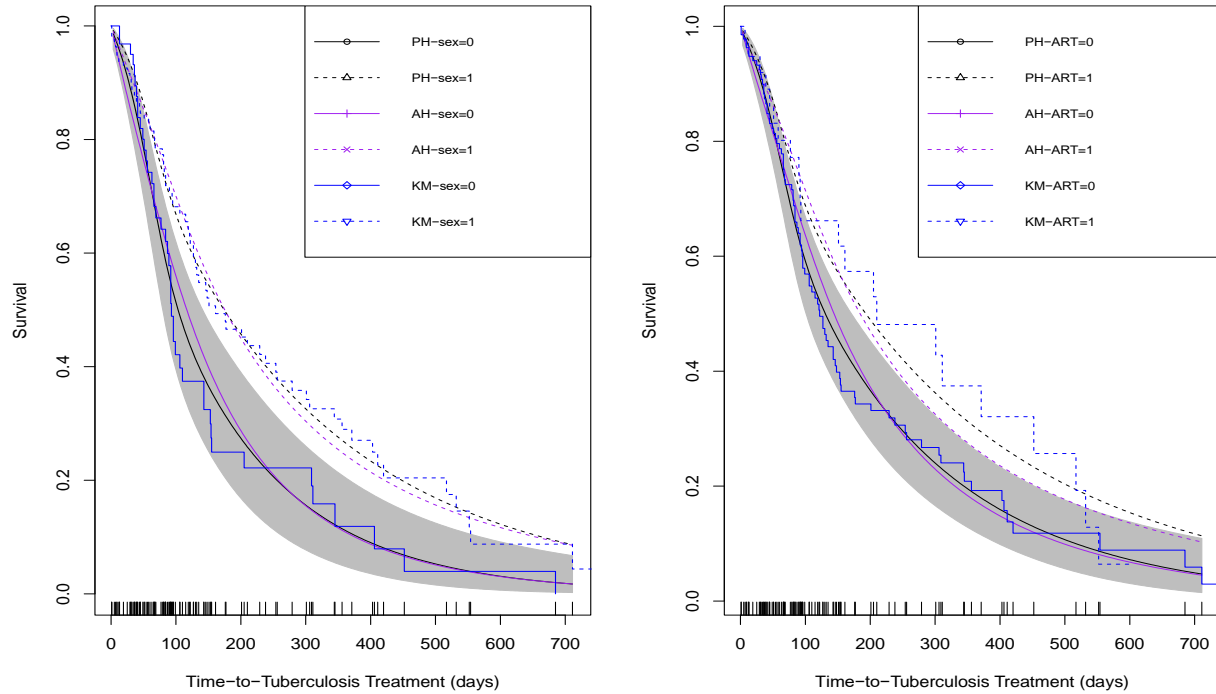 PH−sex=0
PH−sex=1
AH−sex=0
AH−sex=1
KM−sex=0
KM−sex=1
1.0
0.8
0.6
0.4
0.2
0.0
Survival
0 100 200 300 400 500 600 700
Time−to−Tuberculosis Treatment (days)
PH−ART=0
PH−ART=1
AH−ART=0
AH−ART=1
KM−ART=0
KM−ART=1
1.0
0.8
0.6
0.4
0.2
0.0
Survival
0 100 200 300 400 500 600 700
Time−to−Tuberculosis Treatment (days)